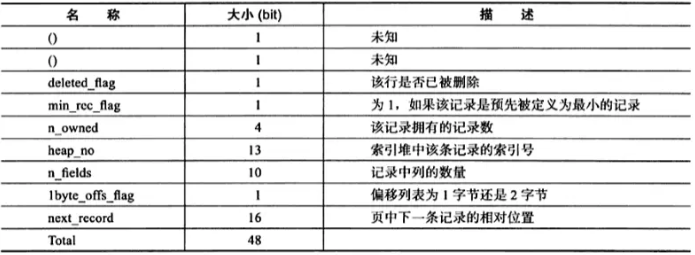 名 称 大小 (bit) 描 述
() 1 未知
() 1 未知
deleted_flag 1 该行是否已被删除
min_rec_flag 1 为 1，如果该记录是预先被定义为最小的记录
n_owned 4 该记录拥有的记录数
heap_no 13 索引堆中该条记录的索引号
n_fields 10 记录中列的数量
1byte_offs_flag 1 偏移列表为 1 字节还是 2 字节
next_record 16 页中下一条记录的相对位置
Total 48